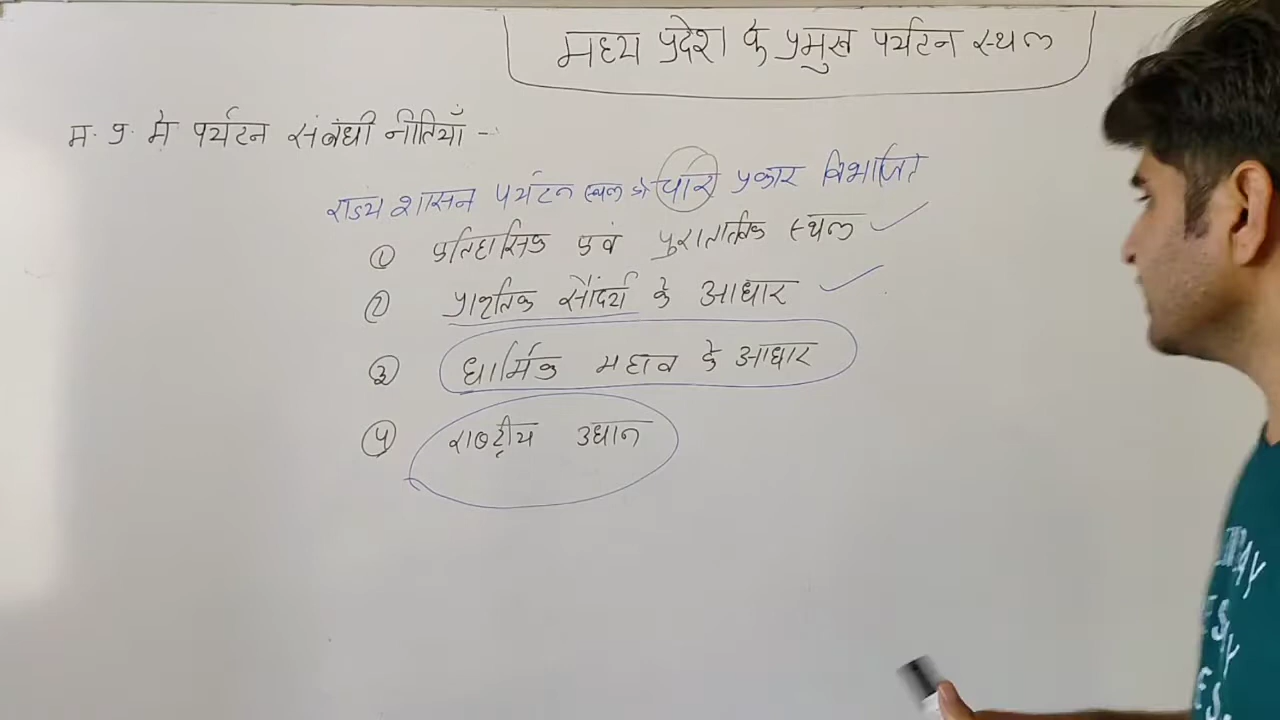 मध्य प्रदेश के प्रमुख पर्यटन स्थल
म. प्र. में पर्यटन संबंधी नीतियाँ -
राज्य शासन पर्यटन स्थल को चार प्रकार विभाजित
① ऐतिहासिक एवं पुरातात्विक स्थल
② प्राकृतिक सौंदर्य के आधार
③ धार्मिक महत्व के आधार
④ राष्ट्रीय उद्यान